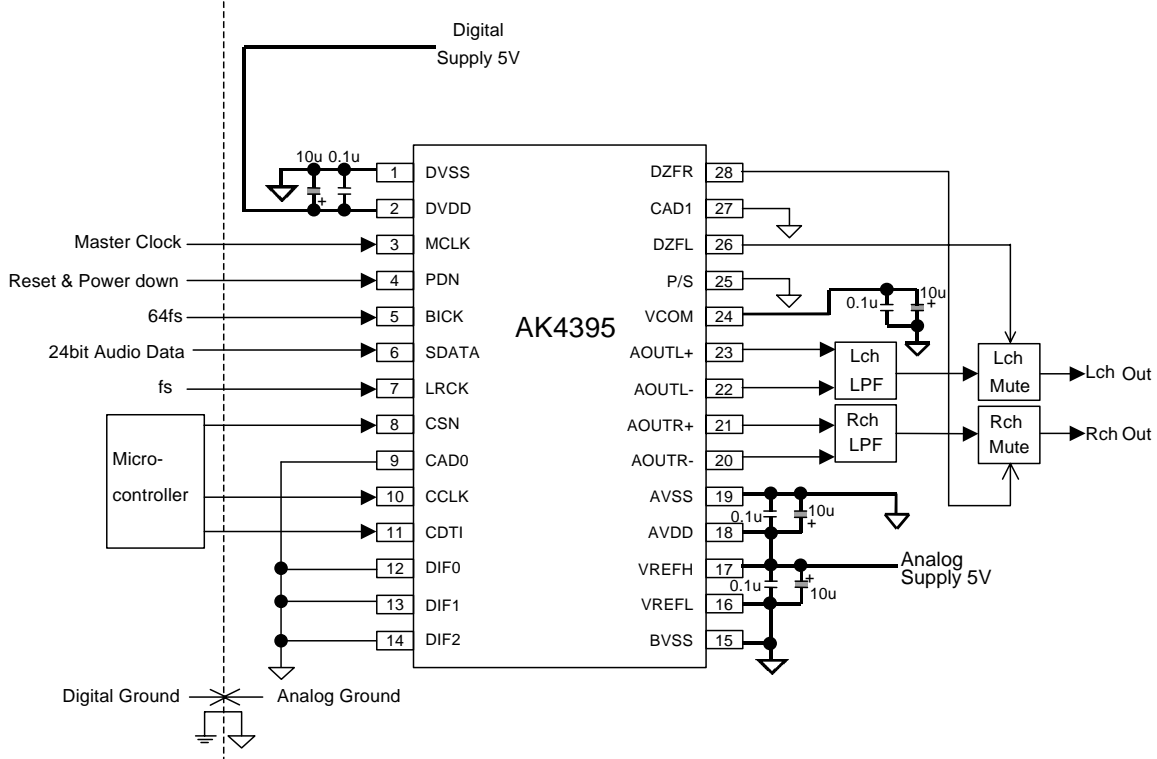 Digital
Supply 5V
10u 0.1u
+
1 DVSS
2 DVDD
3 MCLK
4 PDN
5 BICK
6 SDATA
7 LRCK
8 CSN
9 CAD0
10 CCLK
11 CDTI
12 DIF0
13 DIF1
14 DIF2
Master Clock
Reset & Power down
64fs
24bit Audio Data
fs
Micro-
controller
AK4395
DZFR 28
CAD1 27
DZFL 26
P/S 25
VCOM 24
AOUTL+ 23
AOUTL- 22
AOUTR+ 21
AOUTR- 20
AVSS 19
AVDD 18
VREFH 17
VREFL 16
BVSS 15
0.1u 10u
+
Lch
LPF
Lch
Mute
Lch Out
Rch
LPF
Rch
Mute
Rch Out
0.1u 10u
+
Analog
Supply 5V
0.1u
+
10u
Digital Ground
Analog Ground